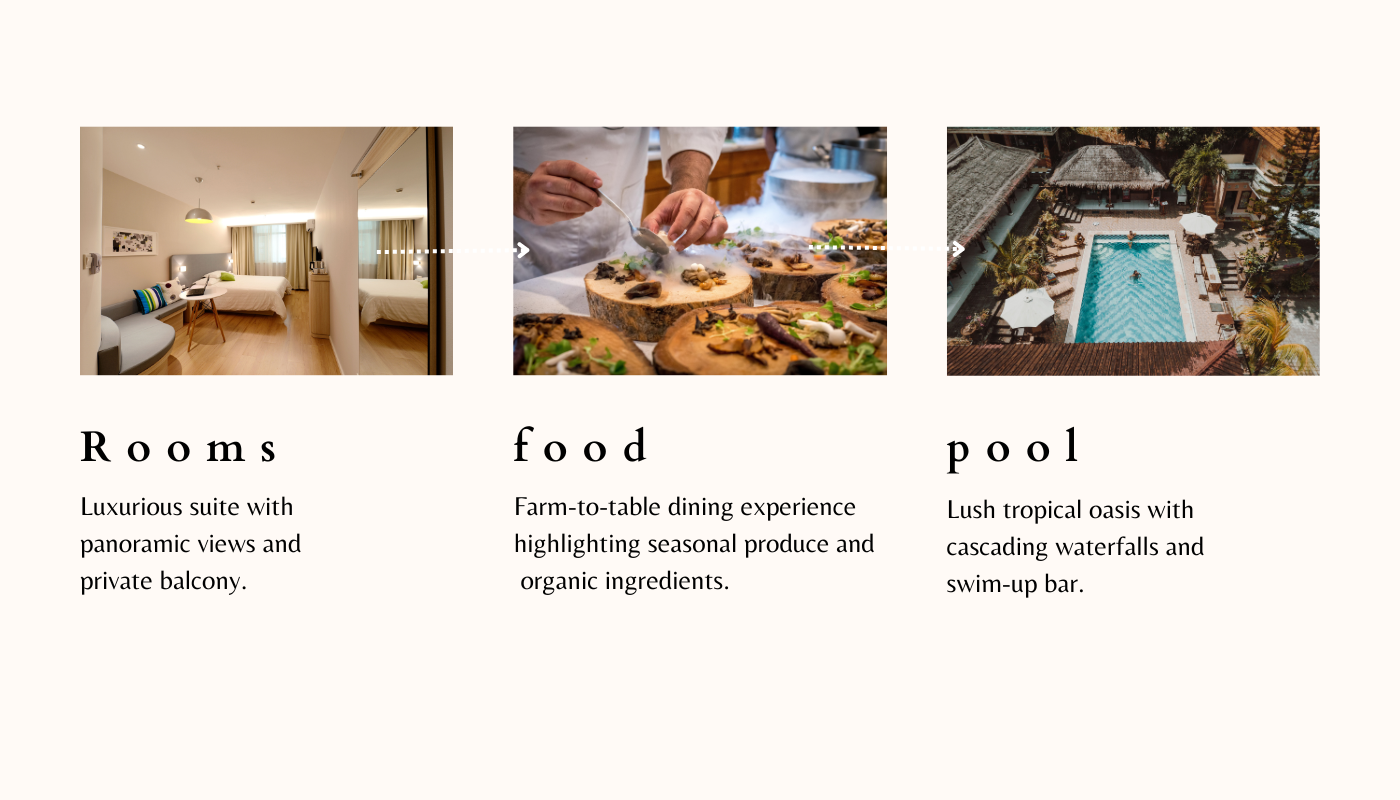 Rooms
Luxurious suite with
panoramic views and
private balcony.
food
Farm-to-table dining experience
highlighting seasonal produce and
organic ingredients.
pool
Lush tropical oasis with
cascading waterfalls and
swim-up bar.